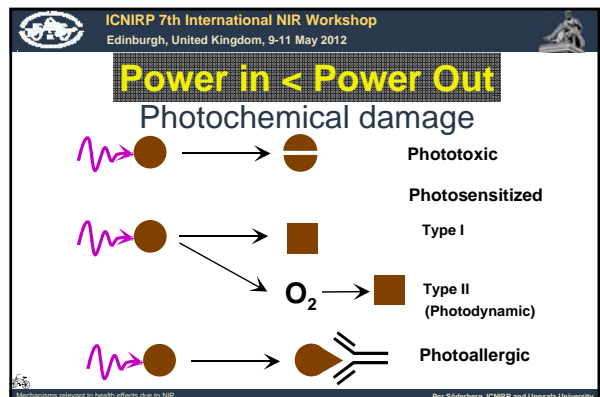 ICNIRP 7th International NIR Workshop
Edinburgh, United Kingdom, 9-11 May 2012
Power in < Power Out
Photochemical damage
Phototoxic
Photosensitized
Type I
O2
Type II
(Photodynamic)
Photoallergic
Mechanisms relevant to health effects due to NIR
Per Söderberg, ICNIRP and Uppsala University